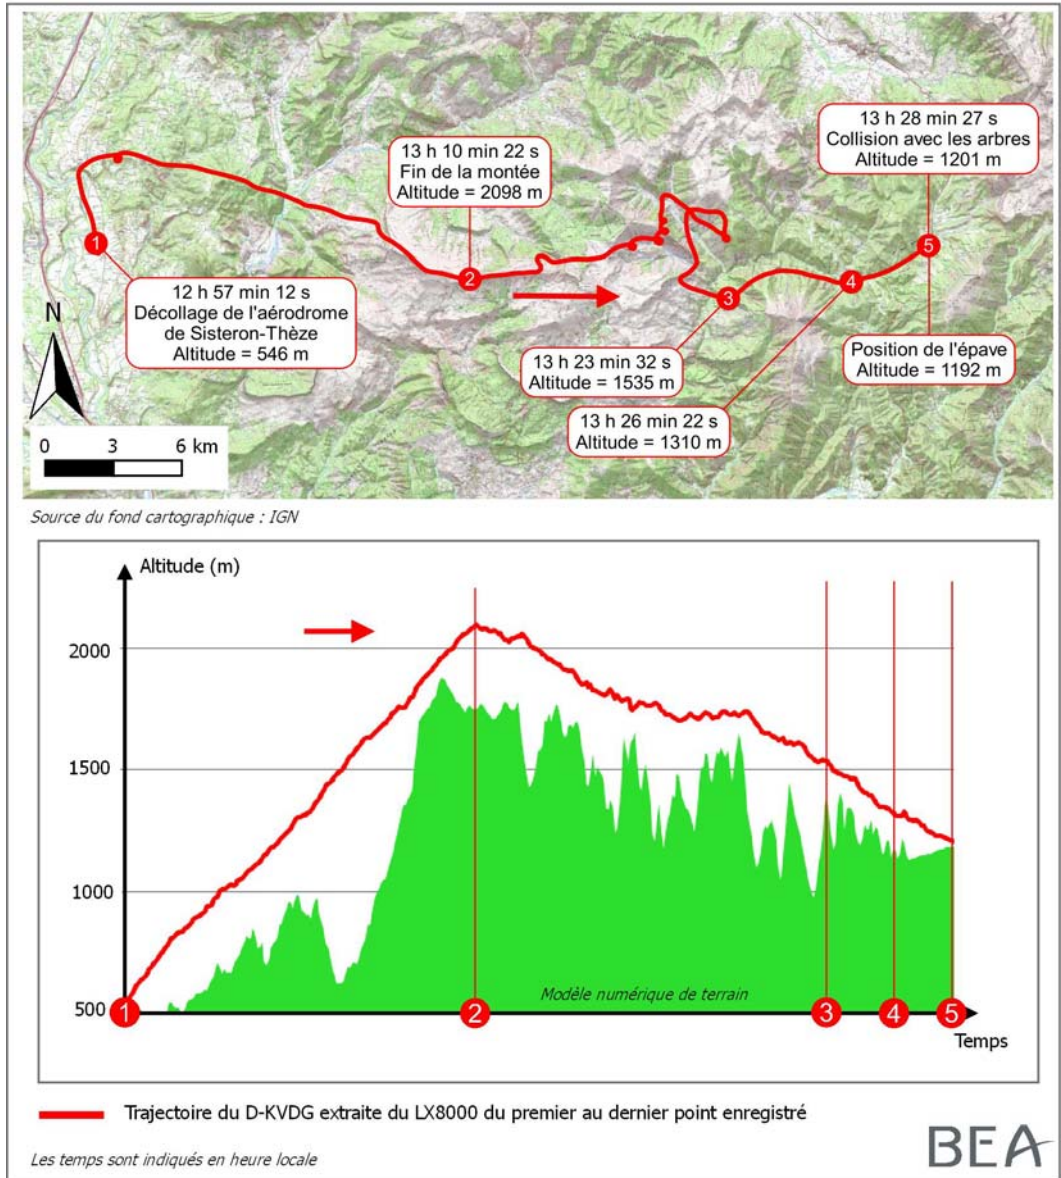 13 h 28 min 27 s
Collision avec les arbres
Altitude = 1201 m
13 h 10 min 22 s
Fin de la montée
Altitude = 2098 m
1
2
3
4
5
12 h 57 min 12 s
Décollage de l'aérodrome
de Sisteron-Thèze
Altitude = 546 m
N
13 h 23 min 32 s
Altitude = 1535 m
Position de l'épave
Altitude = 1192 m
13 h 26 min 22 s
Altitude = 1310 m
0 3 6 km
Source du fond cartographique : IGN
Altitude (m)
2000
1500
1000
500
Modèle numérique de terrain
1 2 3 4 5
Temps
Trajectoire du D-KVDG extraite du LX8000 du premier au dernier point enregistré
Les temps sont indiqués en heure locale
BEA